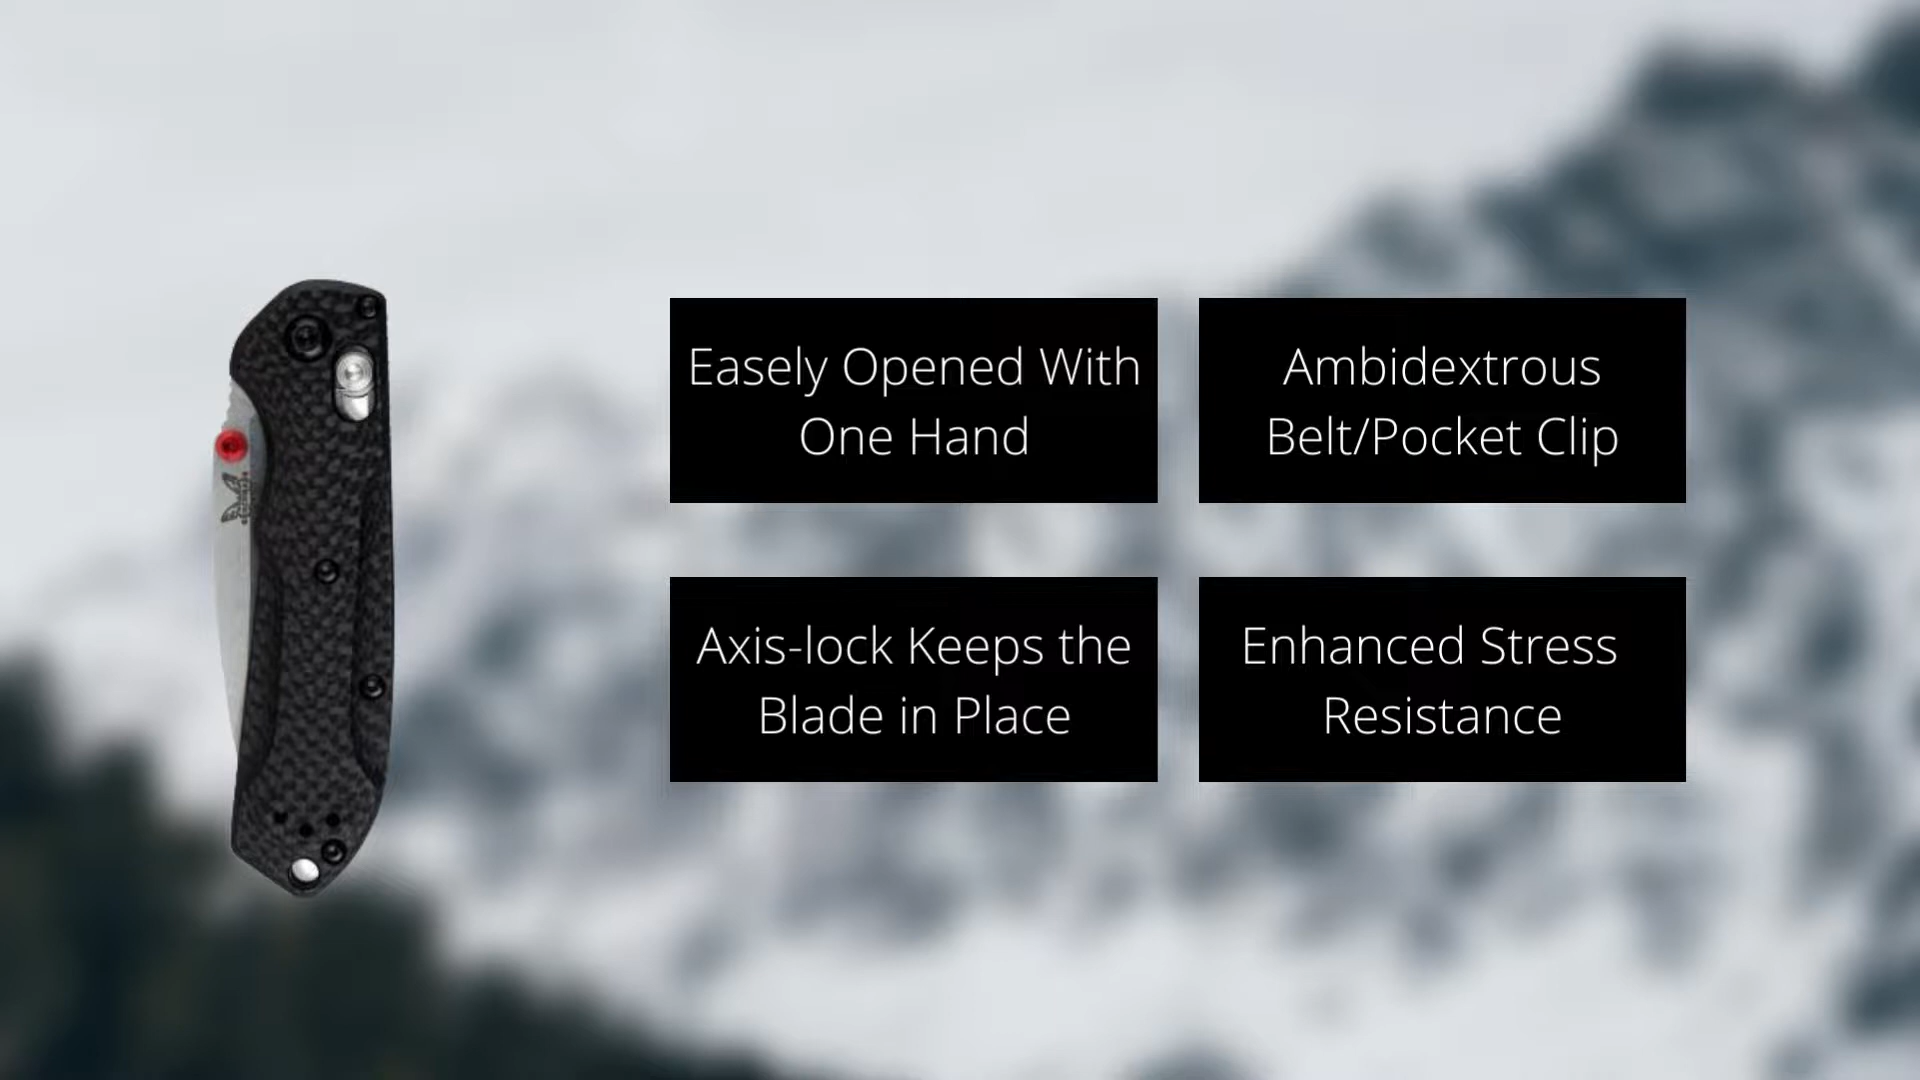 Easely Opened With
One Hand
Ambidextrous
Belt/Pocket Clip
Axis-lock Keeps the
Blade in Place
Enhanced Stress
Resistance